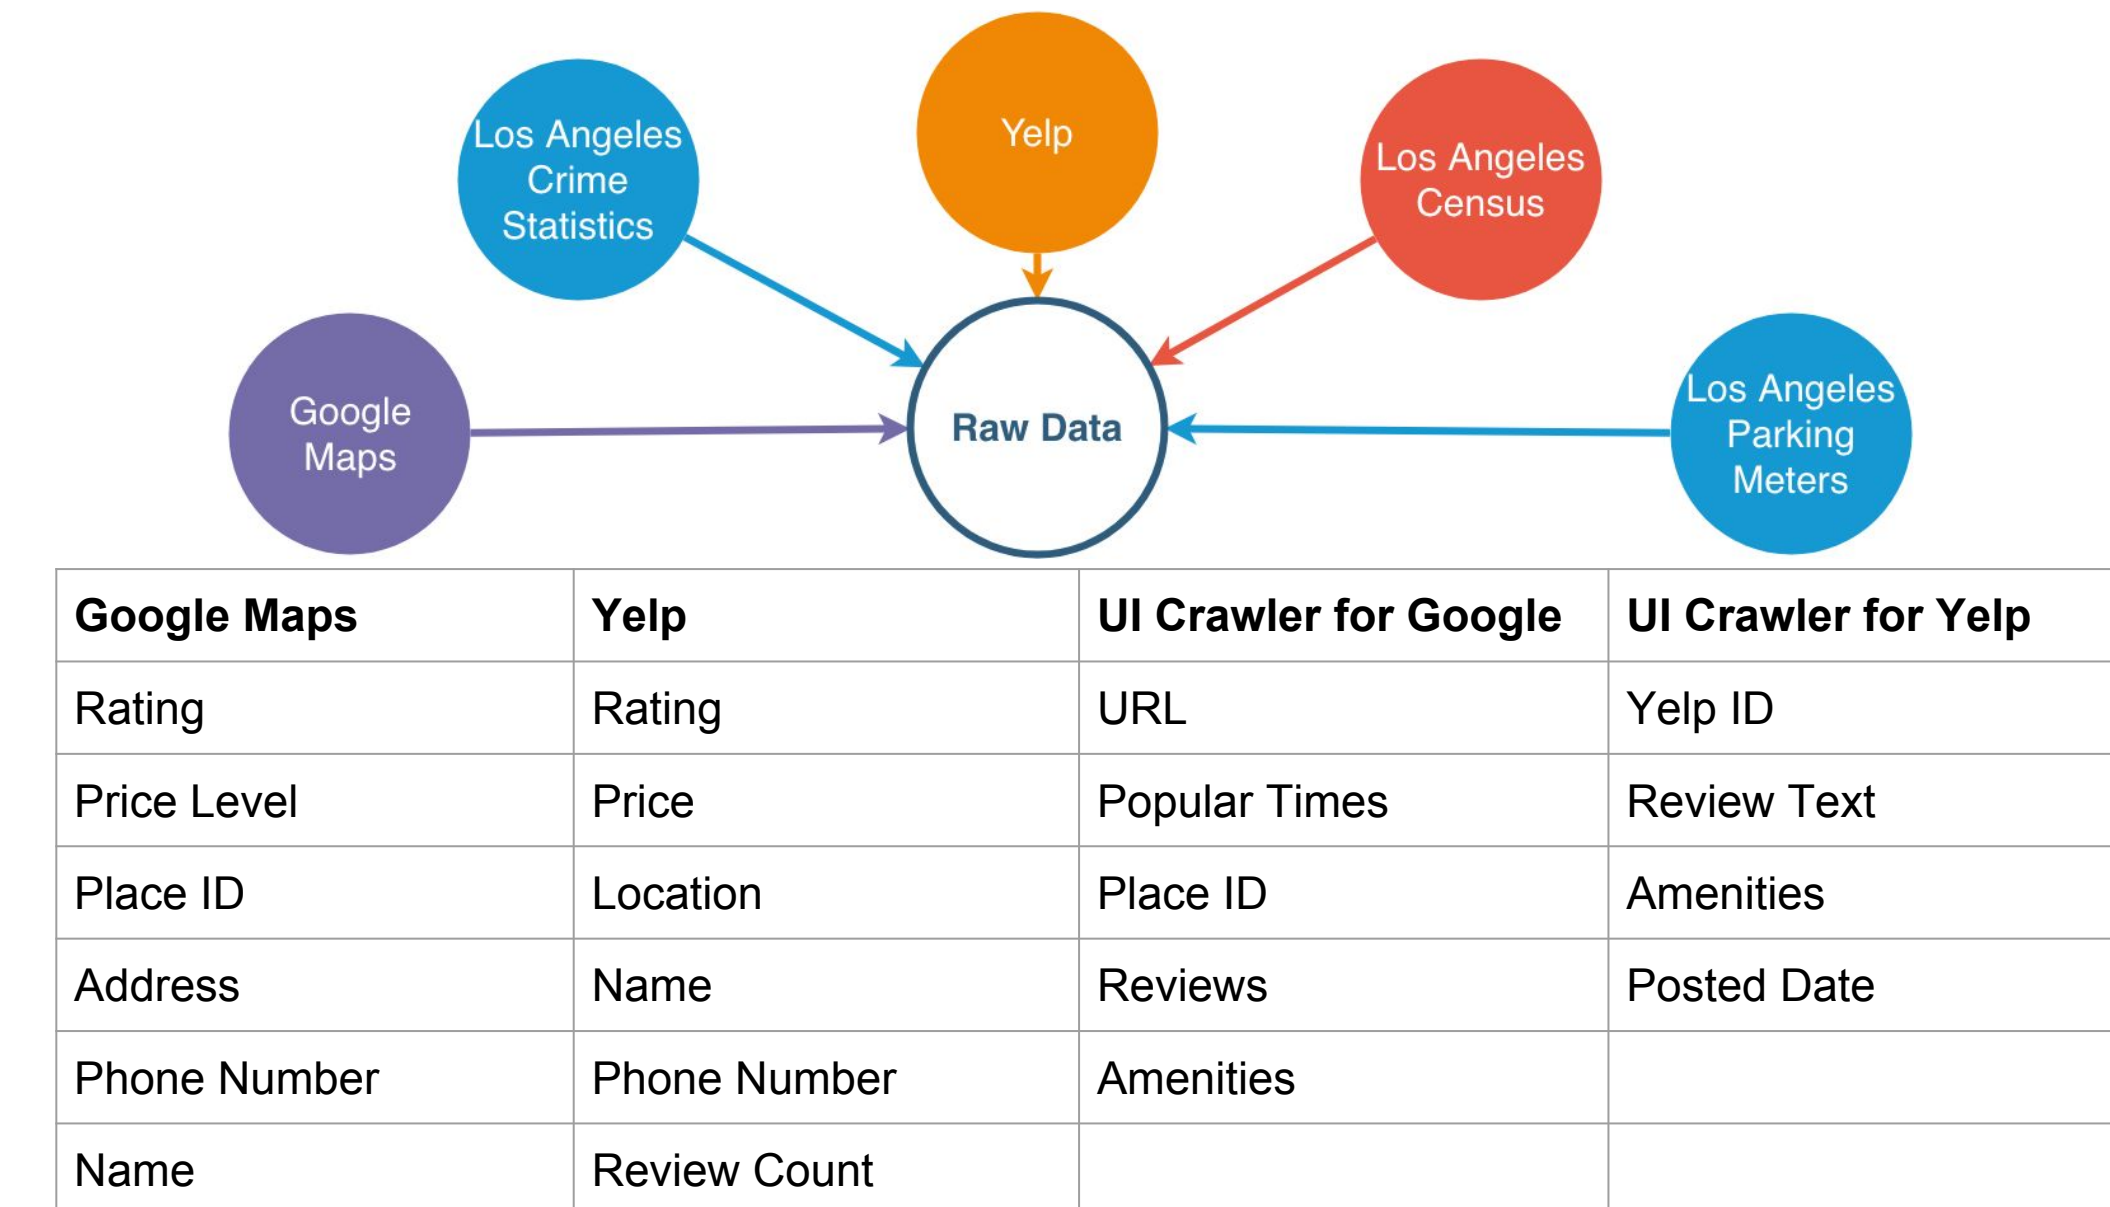 Yelp
Los Angeles
Crime
Statistics
Los Angeles
Census
Google
Maps
Raw Data
Los Angeles
Parking
Meters
Google Maps Yelp UI Crawler for Google UI Crawler for Yelp
Rating Rating URL Yelp ID
Price Level Price Popular Times Review Text
Place ID Location Place ID Amenities
Address Name Reviews Posted Date
Phone Number Phone Number Amenities
Name Review Count